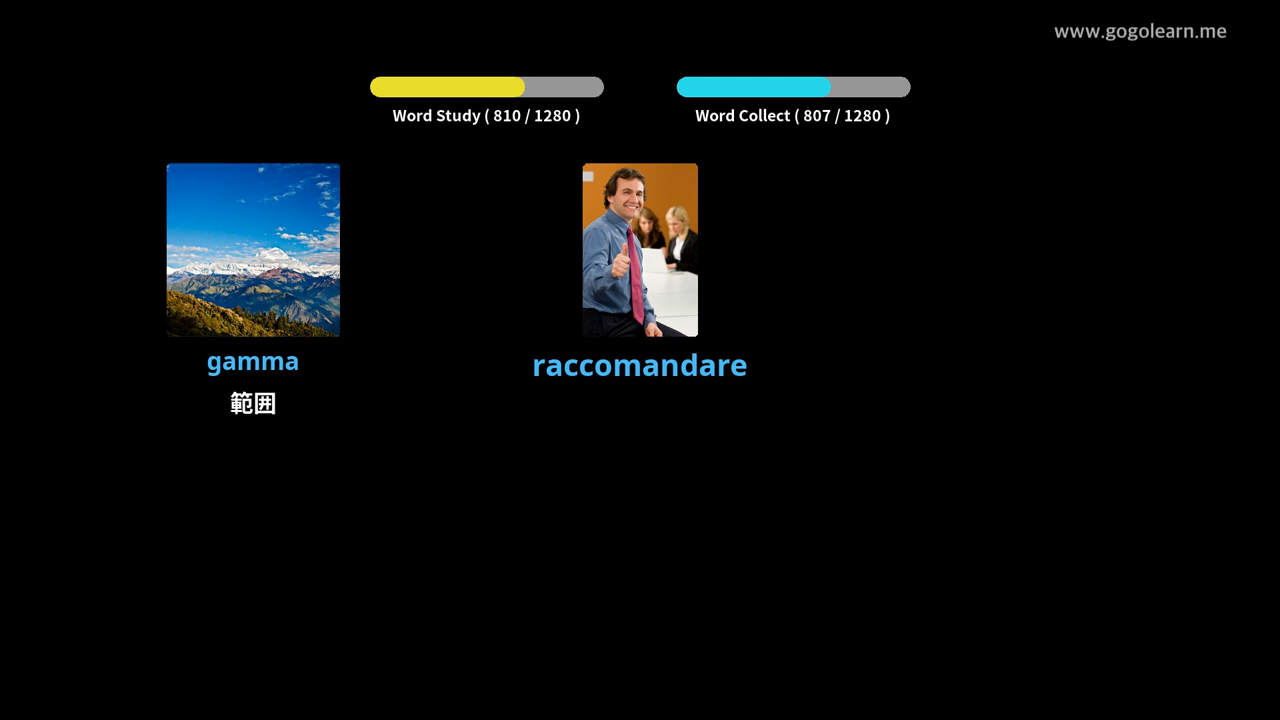 www.gogolearn.me
Word Study ( 810 / 1280 )
Word Collect ( 807 / 1280 )
gamma
範囲
raccomandare